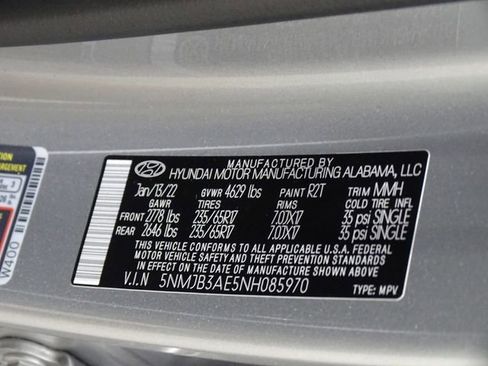 MANUFACTURED BY
HYUNDAI MOTOR MANUFACTURING ALABAMA, LLC
Jan/13/22 GVWR 4629 lbs PAINT R2T TRIM MMH
GAWR TIRES RIMS COLD TIRE INFL
FRONT 2778 lbs 235/65R17 7.0JX17 35 psi SINGLE
REAR 2646 lbs 235/65R17 7.0JX17 35 psi SINGLE
THIS VEHICLE CONFORMS TO ALL APPLICABLE U.S.A. FEDERAL
MOTOR VEHICLE SAFETY AND THEFT PREVENTION STANDARDS
IN EFFECT ON THE DATE OF MANUFACTURE SHOWN ABOVE.
V.I.N 5NMJB3AE5NH085970 TYPE: MPV
W400